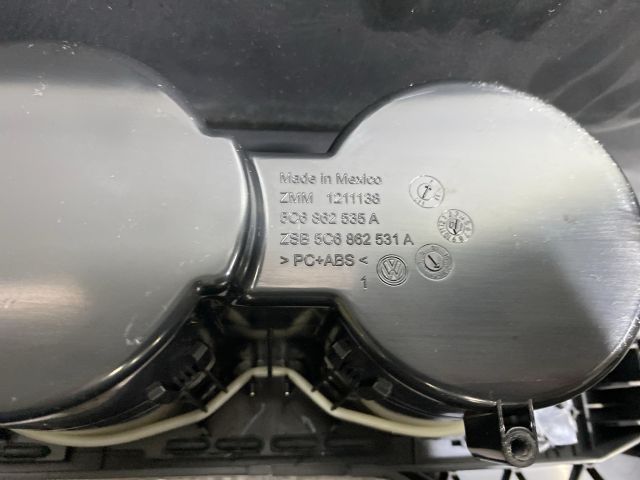 Made in Mexico
ZMM 1211138
5C6 862 535 A
ZSB 5C6 862 531 A
> PC+ABS <
1